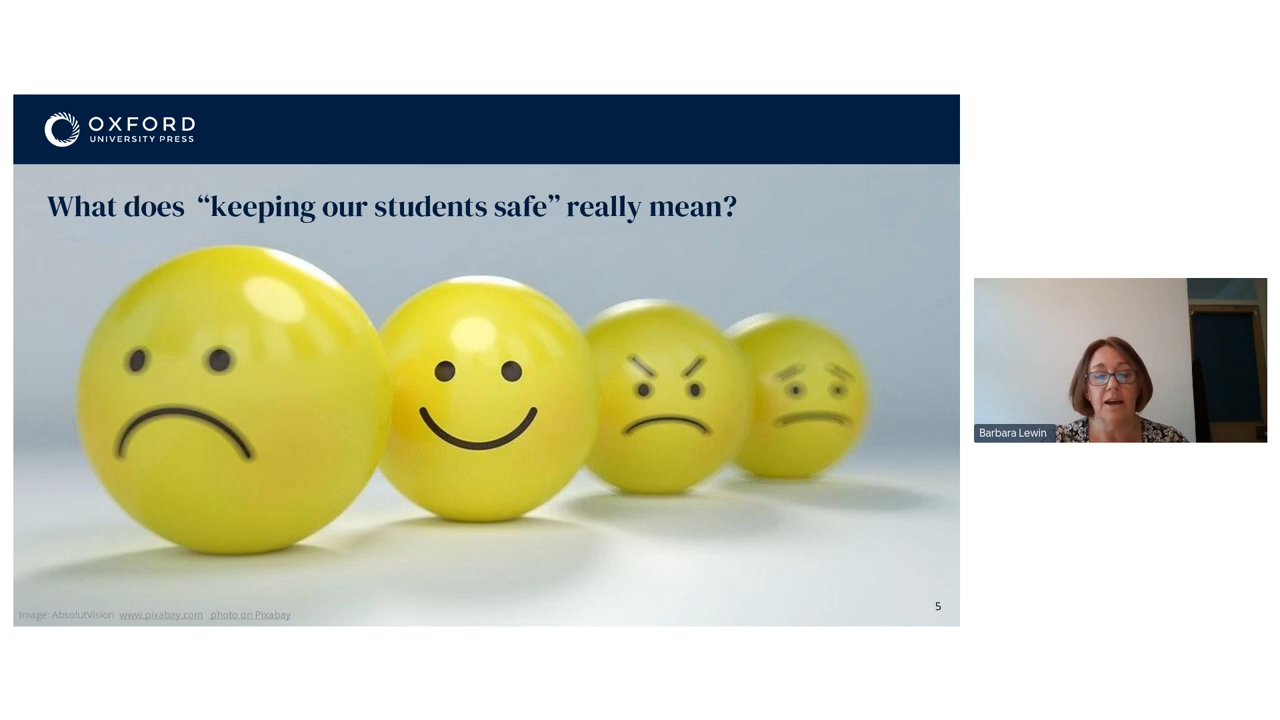 OXFORD
UNIVERSITY PRESS
What does “keeping our students safe” really mean?
Barbara Lewin
Image: AbsolutVision www.pixabay.com photo on Pixabay
5